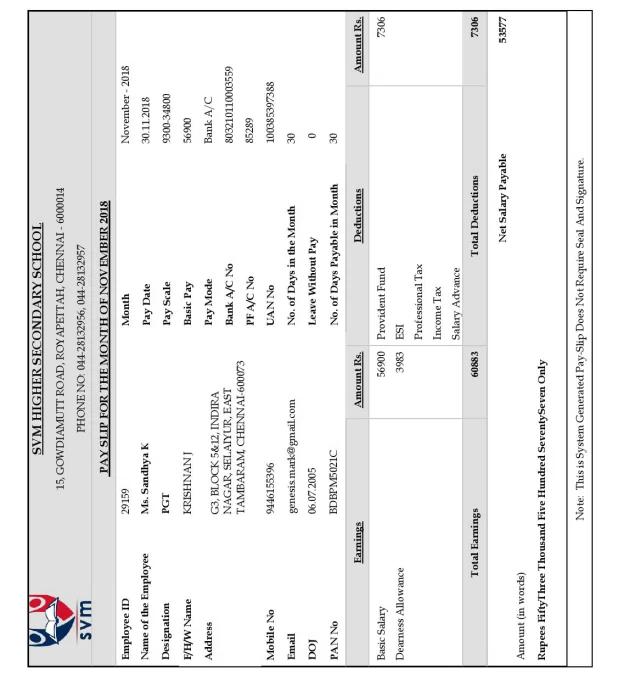 svm
SVM HIGHER SECONDARY SCHOOL
15, GOWDIAMUTT ROAD, ROYAPETTAH, CHENNAI - 6000014
PHONE NO: 044-28132956, 044-28132957
PAY SLIP FOR THE MONTH OF NOVEMBER 2018
Employee ID 29159 Month November - 2018
Name of the Employee Ms. Sandhya K Pay Date 30.11.2018
Designation PGT Pay Scale 9300-34800
F/H/W Name KRISHNAN J Basic Pay 56900
Address G3, BLOCK 5&12, INDIRA Pay Mode Bank A/C
NAGAR, SELAIYUR, EAST Bank A/C No 803210110003559
TAMBARAM, CHENNAI-600073 PF A/C No 85289
Mobile No 9446155396 UAN No 100385397388
Email genesis.mark@gmail.com No. of Days in the Month 30
DOJ 06.07.2005 Leave Without Pay 0
PAN No BDBPM5021C No. of Days Payable in Month 30
Earnings Amount Rs. Deductions Amount Rs.
Basic Salary 56900 Provident Fund 7306
Dearness Allowance 3983 ESI
Professional Tax
Income Tax
Salary Advance
Total Earnings 60883 Total Deductions 7306
Net Salary Payable 53577
Amount (in words)
Rupees FiftyThree Thousand Five Hundred SeventySeven Only
Note: This is System Generated Pay-Slip Does Not Require Seal And Signature.